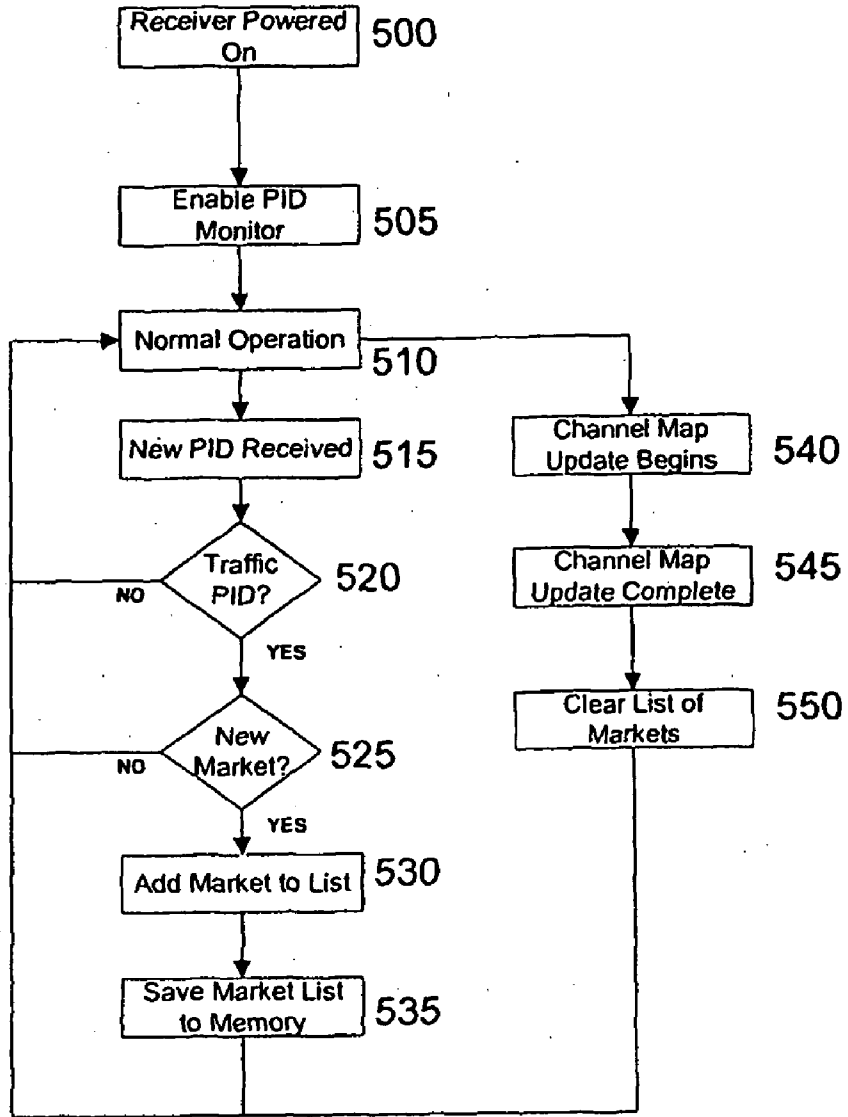 Receiver Powered
On
500
Enable PID
Monitor
505
Normal Operation
510
New PID Received
515
Traffic
PID?
520
NO
YES
New
Market?
525
NO
YES
Add Market to List
530
Save Market List
to Memory
535
Channel Map
Update Begins
540
Channel Map
Update Complete
545
Clear List of
Markets
550